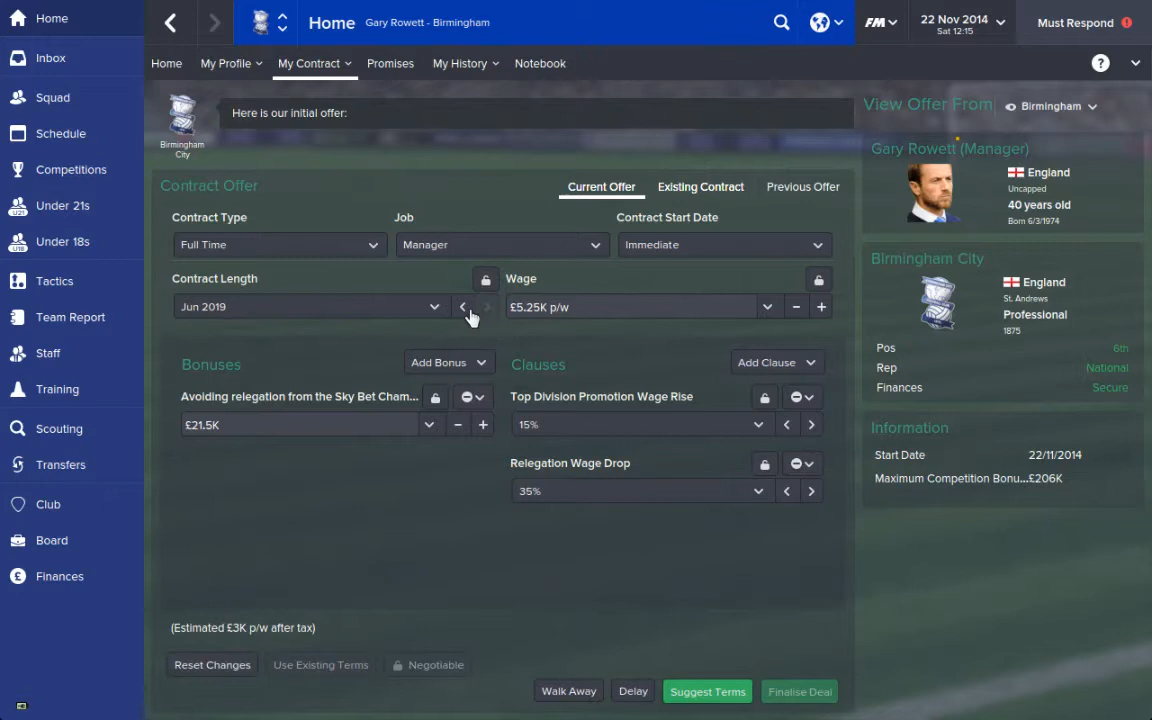 Home
Inbox
Squad
Schedule
Competitions
Under 21s
Under 18s
Tactics
Team Report
Staff
Training
Scouting
Transfers
Club
Board
Finances
Home Gary Rowett - Birmingham
FM
22 Nov 2014
Sat 12:15
Must Respond
Home My Profile My Contract Promises My History Notebook
?
Birmingham
City
Here is our initial offer:
Contract Offer
Current Offer Existing Contract Previous Offer
Contract Type Job Contract Start Date
Full Time Manager Immediate
Contract Length Wage
Jun 2019 £5.25K p/w
Bonuses Add Bonus Clauses Add Clause
Avoiding relegation from the Sky Bet Cham... Top Division Promotion Wage Rise
£21.5K 15%
Relegation Wage Drop
35%
(Estimated £3K p/w after tax)
Reset Changes Use Existing Terms Negotiable
Walk Away Delay Suggest Terms Finalise Deal
View Offer From Birmingham
Gary Rowett (Manager)
England
Uncapped
40 years old
Born 6/3/1974
Birmingham City
England
St. Andrews
Professional
1875
Pos 6th
Rep National
Finances Secure
Information
Start Date 22/11/2014
Maximum Competition Bonu...£206K